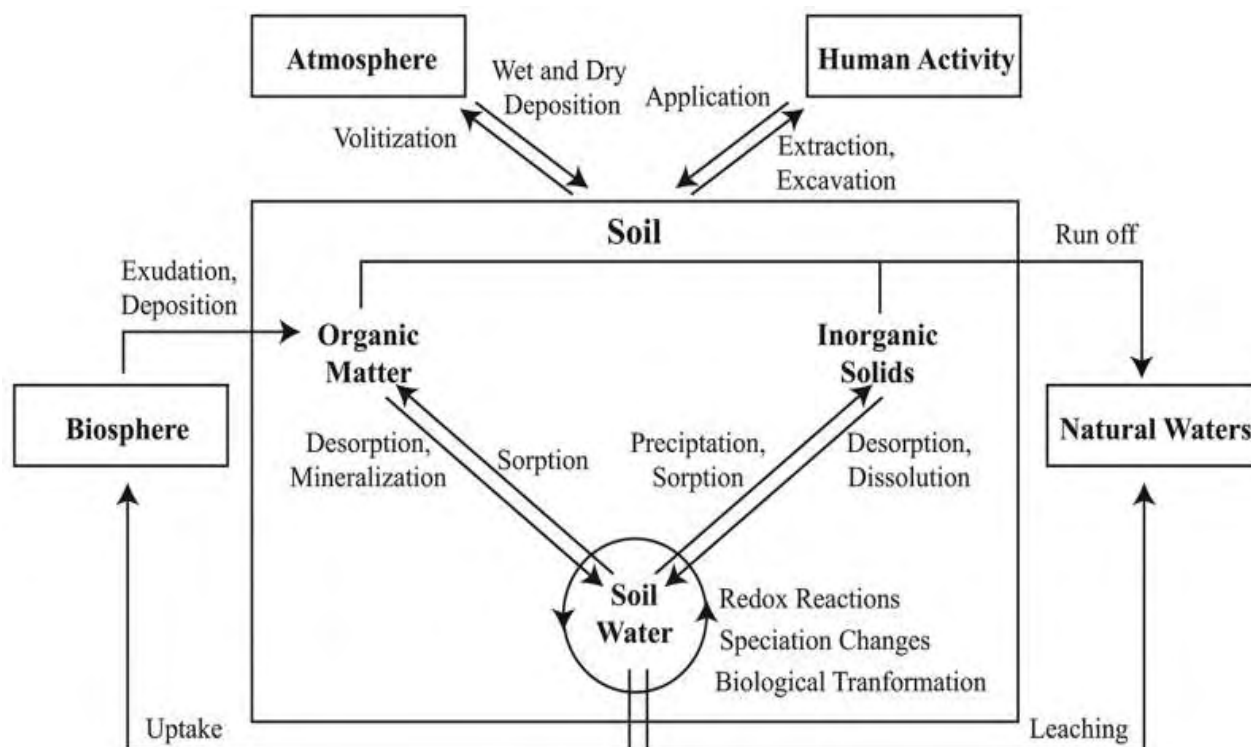 Atmosphere
Human Activity
Wet and Dry
Deposition
Application
Volitization
Extraction,
Excavation
Soil
Run off
Exudation,
Deposition
Organic
Matter
Inorganic
Solids
Biosphere
Natural Waters
Desorption,
Mineralization
Sorption
Preciptation,
Sorption
Desorption,
Dissolution
Soil
Water
Redox Reactions
Speciation Changes
Biological Tranformation
Uptake
Leaching